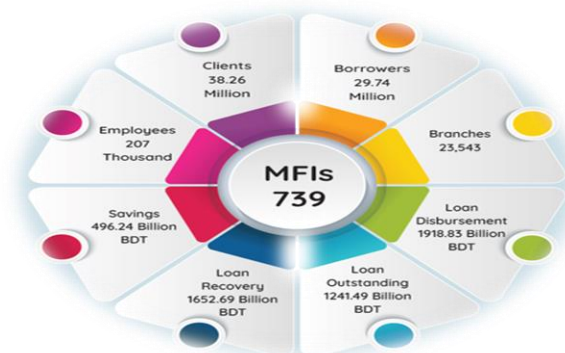 Clients
38.26
Million
Borrowers
29.74
Million
Employees
207
Thousand
Branches
23,543
MFIs
739
Savings
496.24 Billion
BDT
Loan
Disbursement
1918.83 Billion
BDT
Loan
Recovery
1652.69 Billion
BDT
Loan
Outstanding
1241.49 Billion
BDT